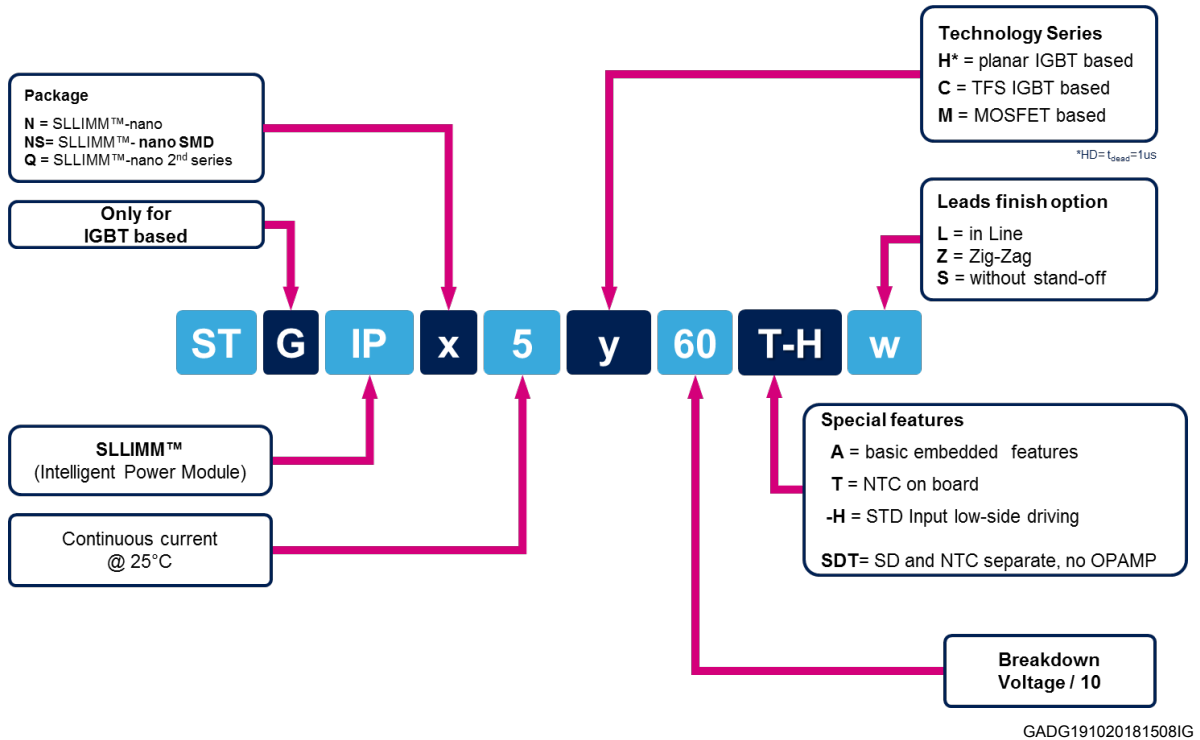 Package
N = SLLIMM™-nano
NS= SLLIMM™- nano SMD
Q = SLLIMM™-nano 2nd series
Only for
IGBT based
Technology Series
H* = planar IGBT based
C = TFS IGBT based
M = MOSFET based
*HD= tdead=1us
Leads finish option
L = in Line
Z = Zig-Zag
S = without stand-off
ST G IP x 5 y 60 T-H w
SLLIMM™
(Intelligent Power Module)
Continuous current
@ 25°C
Special features
A = basic embedded features
T = NTC on board
-H = STD Input low-side driving
SDT= SD and NTC separate, no OPAMP
Breakdown
Voltage / 10
GADG191020181508IG